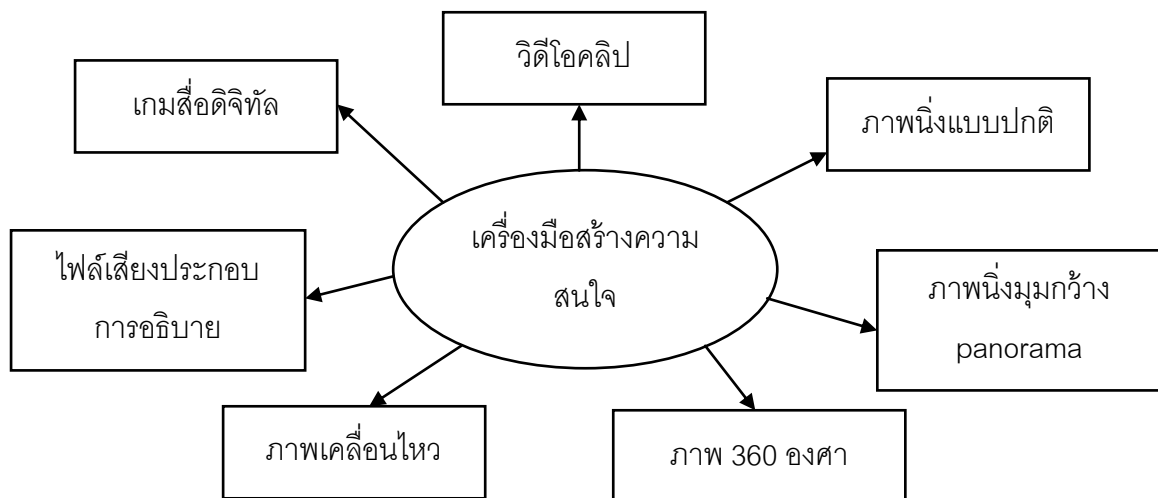 วิดีโอคลิป
เกมสื่อดิจิทัล
ภาพนิ่งแบบปกติ
เครื่องมือสร้างความ
สนใจ
ไฟล์เสียงประกอบ
การอธิบาย
ภาพนิ่งมุมกว้าง
panorama
ภาพเคลื่อนไหว
ภาพ 360 องศา